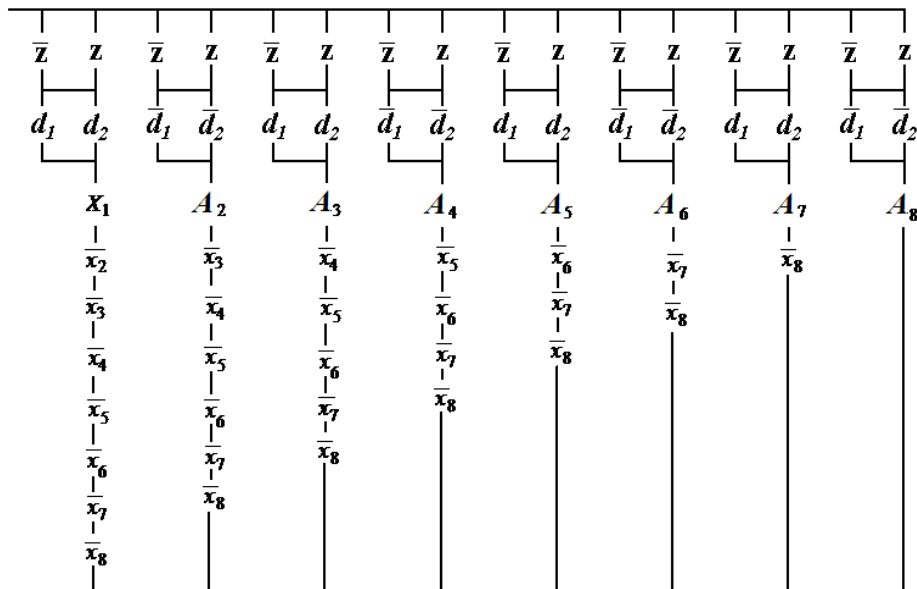 z̅ z z̅ z z̅ z z̅ z z̅ z z̅ z z̅ z z̅ z
d₁ d₂ d̅₁ d̅₂ d₁ d₂ d̅₁ d̅₂ d₁ d₂ d̅₁ d̅₂ d₁ d₂ d̅₁ d̅₂
X₁ A₂ A₃ A₄ A₅ A₆ A₇ A₈
x̅₂ x̅₃ x̅₄ x̅₅ x̅₆ x̅₇ x̅₈
x̅₃ x̅₄ x̅₅ x̅₆ x̅₇ x̅₈
x̅₄ x̅₅ x̅₆ x̅₇ x̅₈
x̅₅ x̅₆ x̅₇ x̅₈
x̅₆ x̅₇ x̅₈
x̅₇ x̅₈
x̅₈